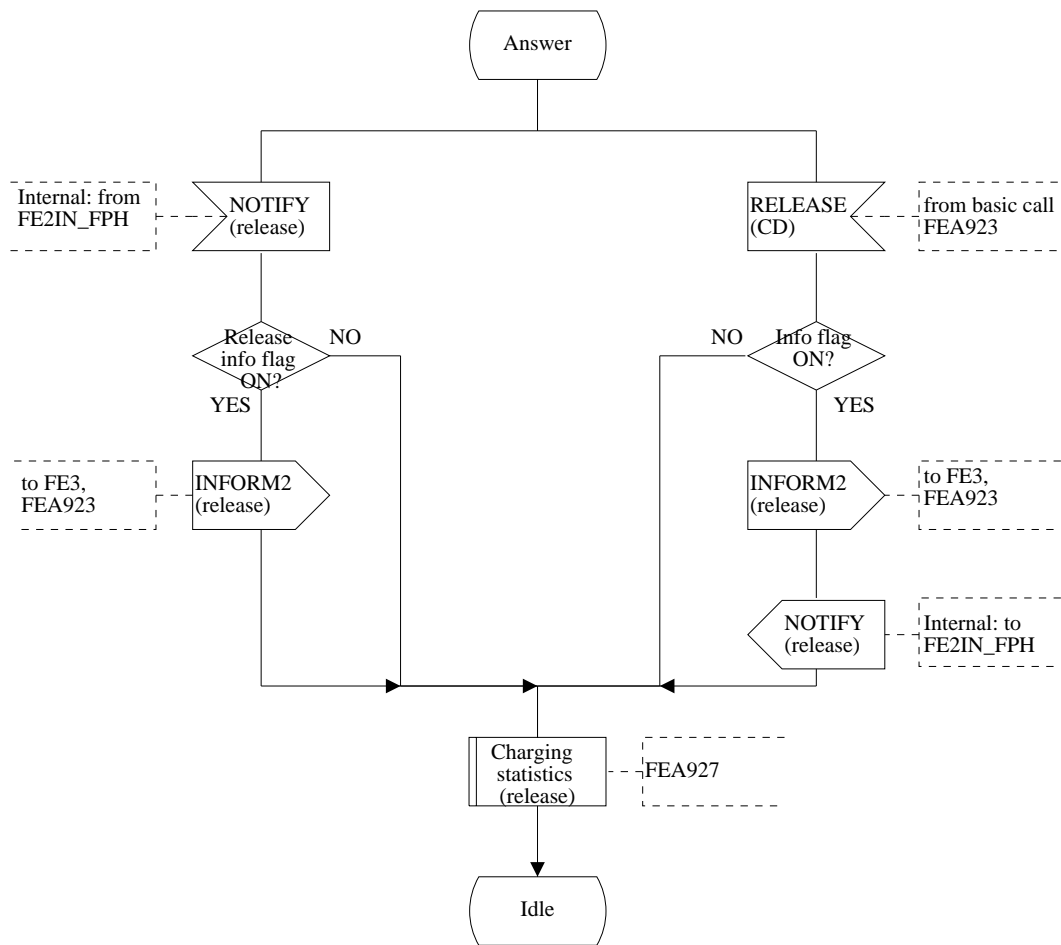 Answer
Internal: from
FE2IN_FPH
NOTIFY
(release)
RELEASE
(CD)
from basic call
FEA923
Release
info flag
ON?
NO
YES
NO
Info flag
ON?
YES
to FE3,
FEA923
INFORM2
(release)
INFORM2
(release)
to FE3,
FEA923
NOTIFY
(release)
Internal: to
FE2IN_FPH
Charging
statistics
(release)
FEA927
Idle